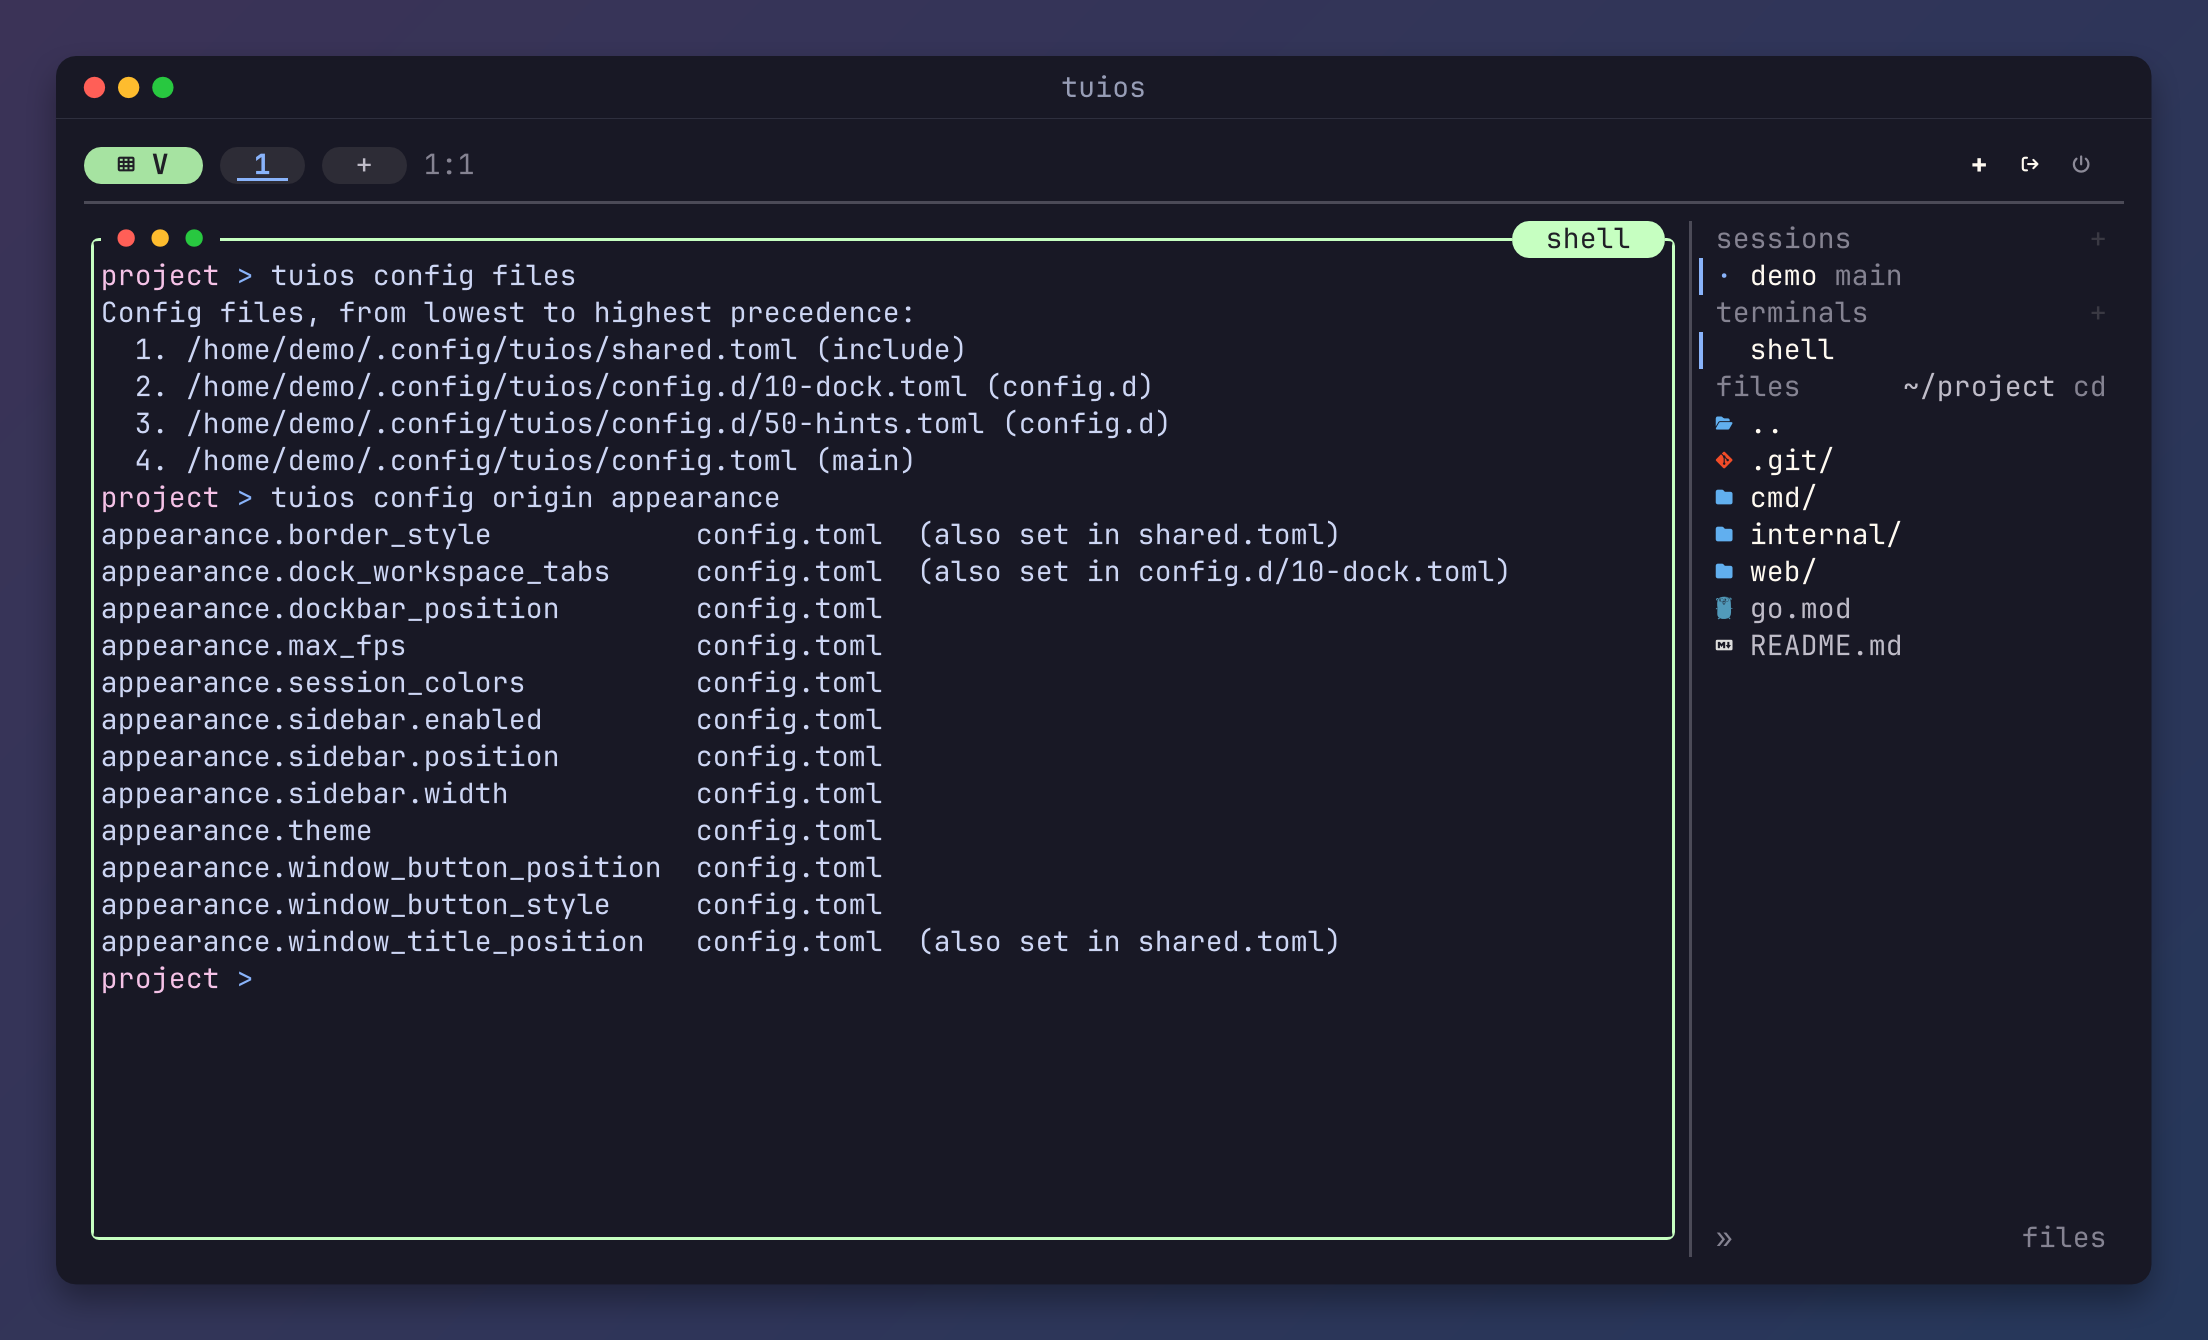 tuios
V 1 + 1:1
shell
project > tuios config files
Config files, from lowest to highest precedence:
1. /home/demo/.config/tuios/shared.toml (include)
2. /home/demo/.config/tuios/config.d/10-dock.toml (config.d)
3. /home/demo/.config/tuios/config.d/50-hints.toml (config.d)
4. /home/demo/.config/tuios/config.toml (main)
project > tuios config origin appearance
appearance.border_style config.toml (also set in shared.toml)
appearance.dock_workspace_tabs config.toml (also set in config.d/10-dock.toml)
appearance.dockbar_position config.toml
appearance.max_fps config.toml
appearance.session_colors config.toml
appearance.sidebar.enabled config.toml
appearance.sidebar.position config.toml
appearance.sidebar.width config.toml
appearance.theme config.toml
appearance.window_button_position config.toml
appearance.window_button_style config.toml
appearance.window_title_position config.toml (also set in shared.toml)
project >
sessions +
· demo main
terminals +
shell
files ~/project cd
..
.git/
cmd/
internal/
web/
go.mod
README.md
» files